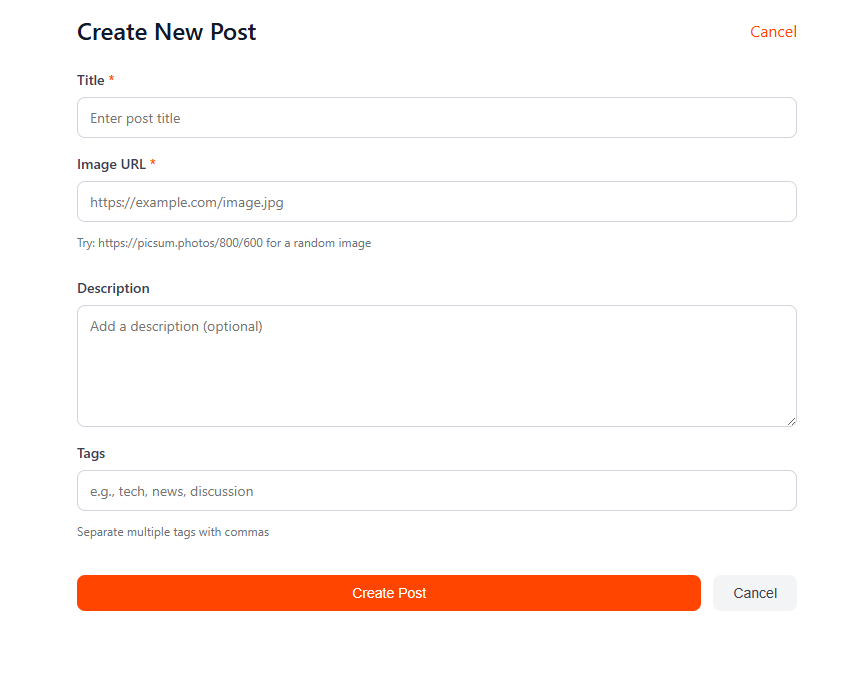 Create New Post
Cancel
Title *
Enter post title
Image URL *
https://example.com/image.jpg
Try: https://picsum.photos/800/600 for a random image
Description
Add a description (optional)
Tags
e.g., tech, news, discussion
Separate multiple tags with commas
Create Post
Cancel